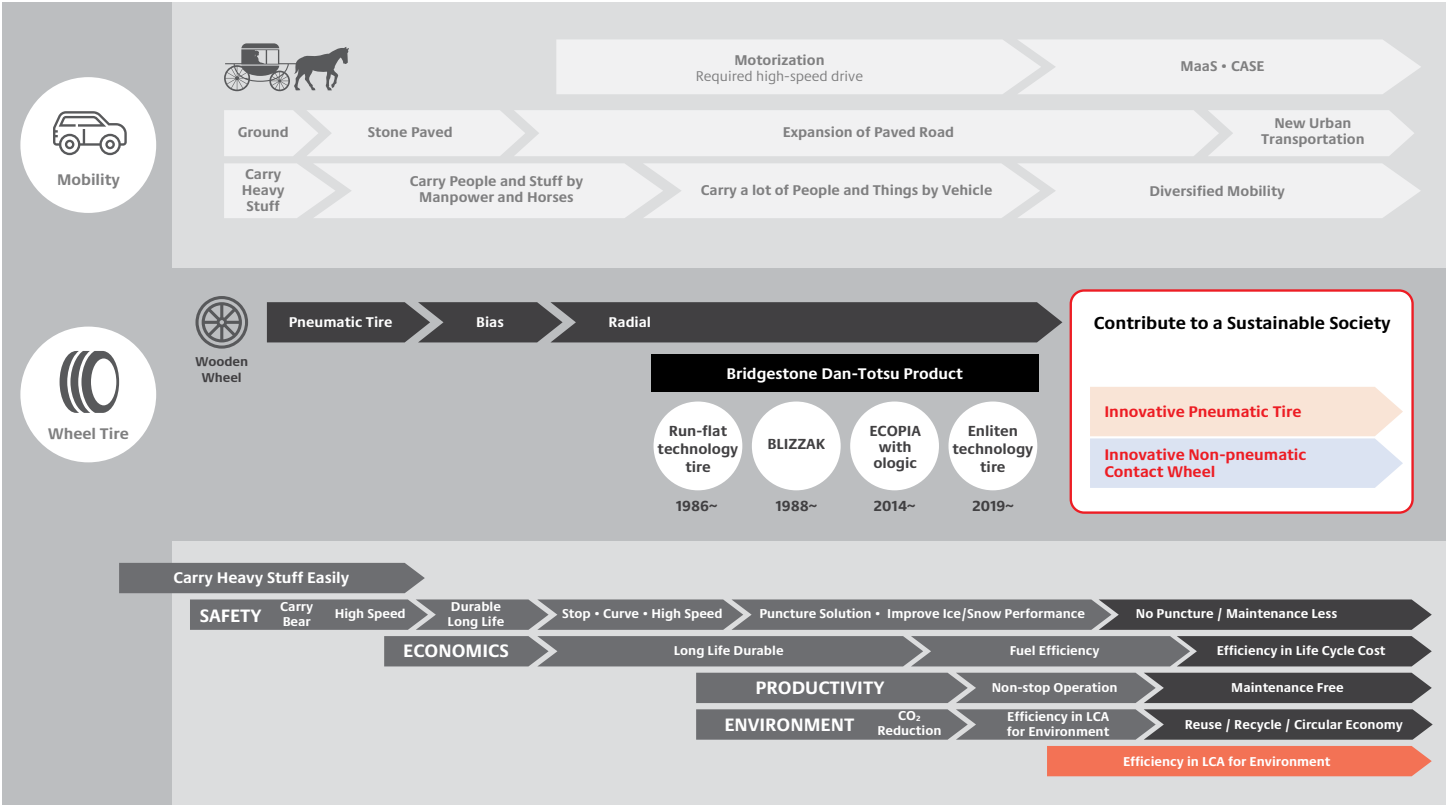 Mobility
Motorization
Required high-speed drive
MaaS • CASE
Ground
Stone Paved
Expansion of Paved Road
New Urban
Transportation
Carry
Heavy
Stuff
Carry People and Stuff by
Manpower and Horses
Carry a lot of People and Things by Vehicle
Diversified Mobility
Wheel Tire
Wooden
Wheel
Pneumatic Tire
Bias
Radial
Bridgestone Dan-Totsu Product
Run-flat
technology
tire
1986~
BLIZZAK
1988~
ECOPIA
with
ologic
2014~
Enliten
technology
tire
2019~
Contribute to a Sustainable Society
Innovative Pneumatic Tire
Innovative Non-pneumatic
Contact Wheel
Carry Heavy Stuff Easily
SAFETY
Carry
Bear
High Speed
Durable
Long Life
Stop • Curve • High Speed
Puncture Solution • Improve Ice/Snow Performance
No Puncture / Maintenance Less
ECONOMICS
Long Life Durable
Fuel Efficiency
Efficiency in Life Cycle Cost
PRODUCTIVITY
Non-stop Operation
Maintenance Free
ENVIRONMENT
CO₂
Reduction
Efficiency in LCA
for Environment
Reuse / Recycle / Circular Economy
Efficiency in LCA for Environment